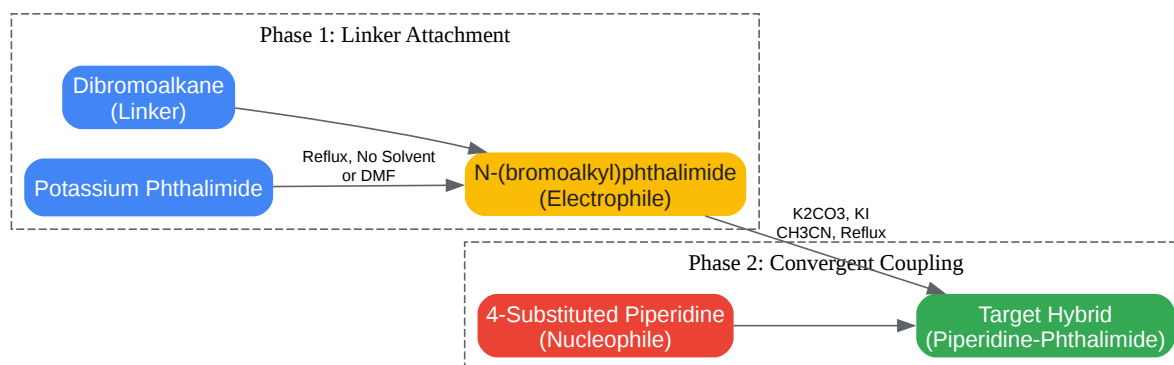 Phase 1: Linker Attachment
Dibromoalkane
(Linker)
Potassium Phthalimide
Reflux, No Solvent
or DMF
N-(bromoalkyl)phthalimide
(Electrophile)
K2CO3, KI
CH3CN, Reflux
Phase 2: Convergent Coupling
4-Substituted Piperidine
(Nucleophile)
Target Hybrid
(Piperidine-Phthalimide)